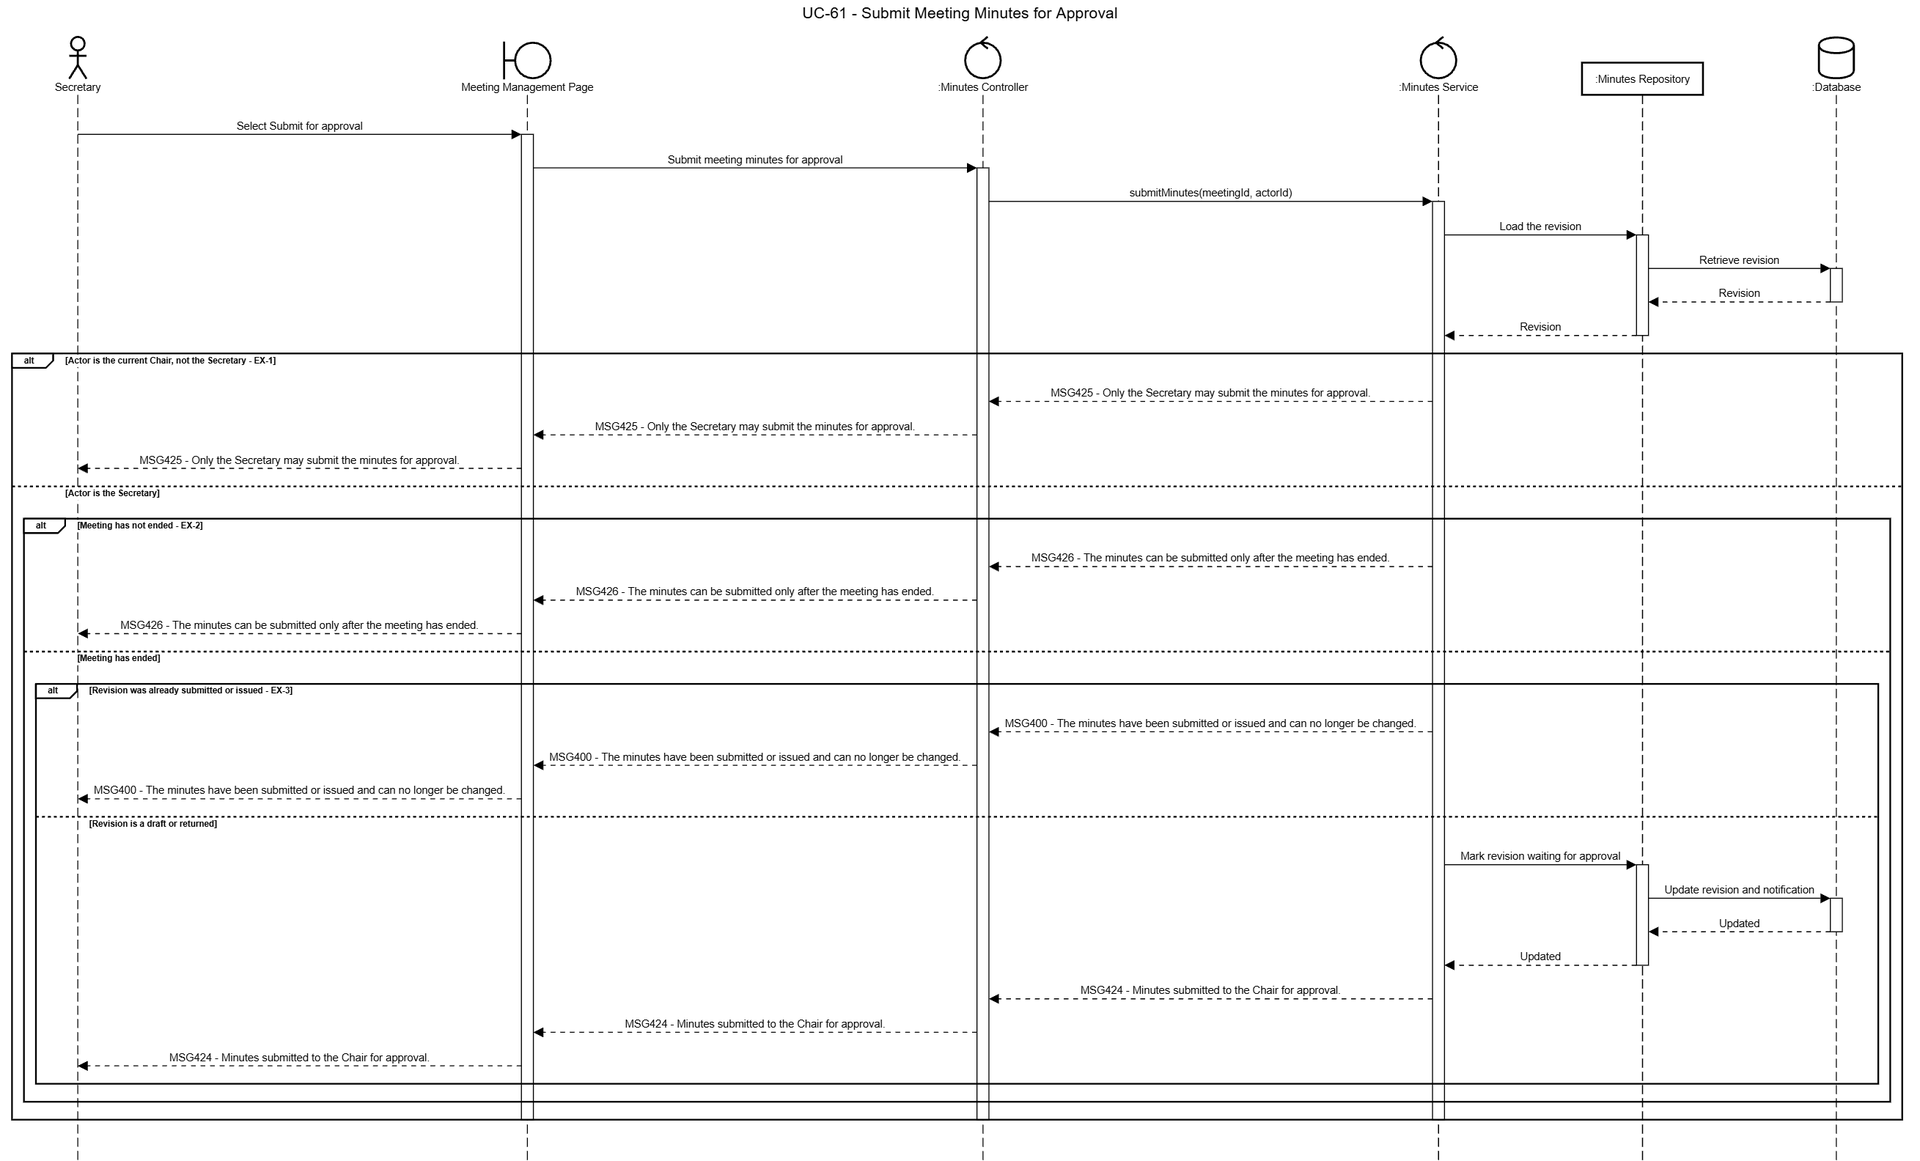 UC-61 - Submit Meeting Minutes for Approval
Secretary
Meeting Management Page
:Minutes Controller
:Minutes Service
:Minutes Repository
:Database
Select Submit for approval
Submit meeting minutes for approval
submitMinutes(meetingId, actorId)
Load the revision
Retrieve revision
Revision
Revision
alt
[Actor is the current Chair, not the Secretary - EX-1]
MSG425 - Only the Secretary may submit the minutes for approval.
MSG425 - Only the Secretary may submit the minutes for approval.
MSG425 - Only the Secretary may submit the minutes for approval.
[Actor is the Secretary]
alt
[Meeting has not ended - EX-2]
MSG426 - The minutes can be submitted only after the meeting has ended.
MSG426 - The minutes can be submitted only after the meeting has ended.
MSG426 - The minutes can be submitted only after the meeting has ended.
[Meeting has ended]
alt
[Revision was already submitted or issued - EX-3]
MSG400 - The minutes have been submitted or issued and can no longer be changed.
MSG400 - The minutes have been submitted or issued and can no longer be changed.
MSG400 - The minutes have been submitted or issued and can no longer be changed.
[Revision is a draft or returned]
Mark revision waiting for approval
Update revision and notification
Updated
Updated
MSG424 - Minutes submitted to the Chair for approval.
MSG424 - Minutes submitted to the Chair for approval.
MSG424 - Minutes submitted to the Chair for approval.